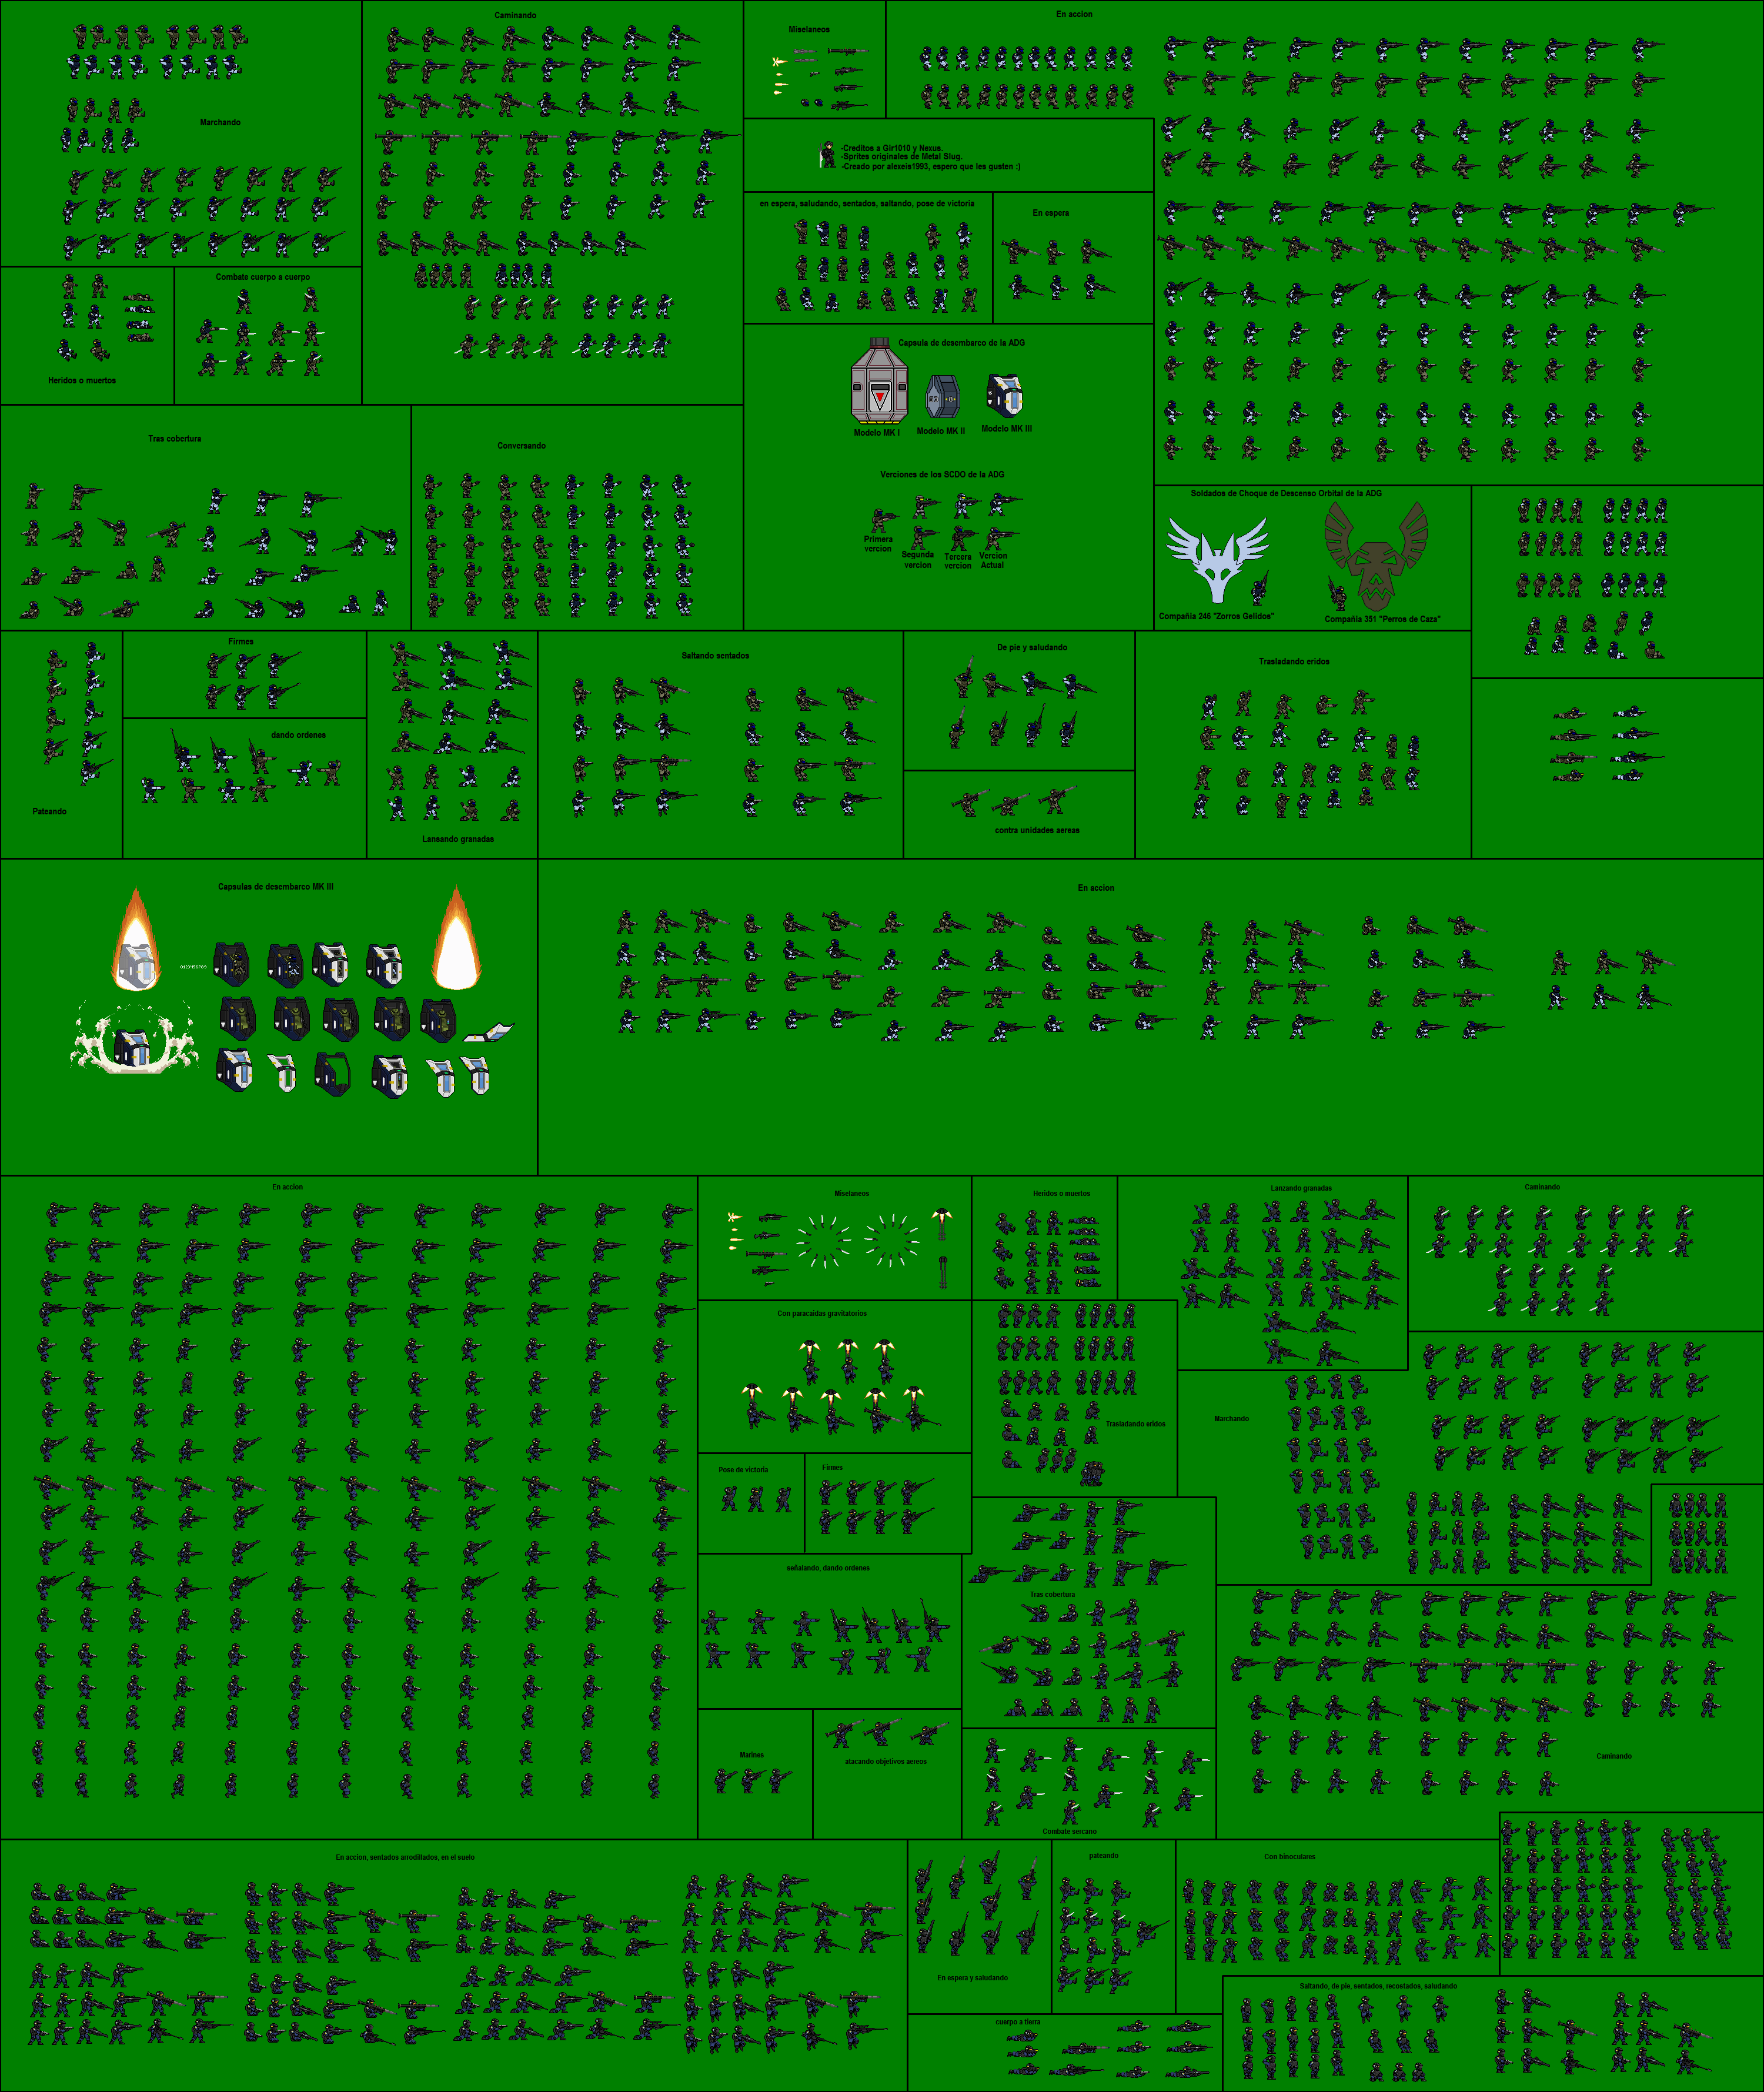 Caminando
Miselaneos
En accion
Marchando
-Creditos a Gir1010 y Nexus.
-Sprites originales de Metal Slug.
-Creado por alexeis1993, espero que les gusten :)
en espera, saludando, sentados, saltando, pose de victoria
En espera
Combate cuerpo a cuerpo
Heridos o muertos
Capsula de desembarco de la ADG
Modelo MK I
Modelo MK II
Modelo MK III
Tras cobertura
Conversando
Verciones de los SCDO de la ADG
Primera
vercion
Segunda
vercion
Tercera
vercion
Vercion
Actual
Soldados de Choque de Descenso Orbital de la ADG
Compañia 246 "Zorros Gelidos"
Compañia 351 "Perros de Caza"
Firmes
Saltando sentados
De pie y saludando
Trasladando eridos
dando ordenes
Pateando
Lansando granadas
contra unidades aereas
Capsulas de desembarco MK III
En accion
0123456789
En accion
Miselaneos
Heridos o muetos
Lanzando granadas
Caminando
Con paracaidas gravitatorios
Trasladando eridos
Marchando
Pose de victoria
Firmes
señalando, dando ordenes
Tras cobertura
Marines
atacando objetivos aereos
Caminando
Combate sercano
En accion, sentados arrodillados, en el suelo
pateando
Con binoculares
En espera y saludando
Saltando, de pie, sentados, recostados, saludando
cuerpo a tierra